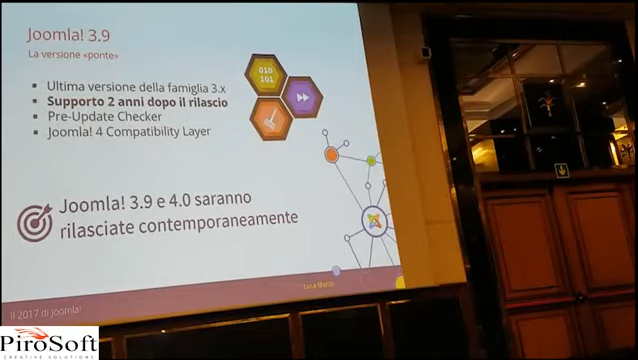 Joomla! 3.9
La versione «ponte»
Ultima versione della famiglia 3.x
Supporto 2 anni dopo il rilascio
Pre-Update Checker
Joomla! 4 Compatibility Layer
010
101
Joomla! 3.9 e 4.0 saranno
rilasciate contemporaneamente
Luca Marzo
Il 2017 di Joomla!
PiroSoft
CREATIVE SOLUTIONS